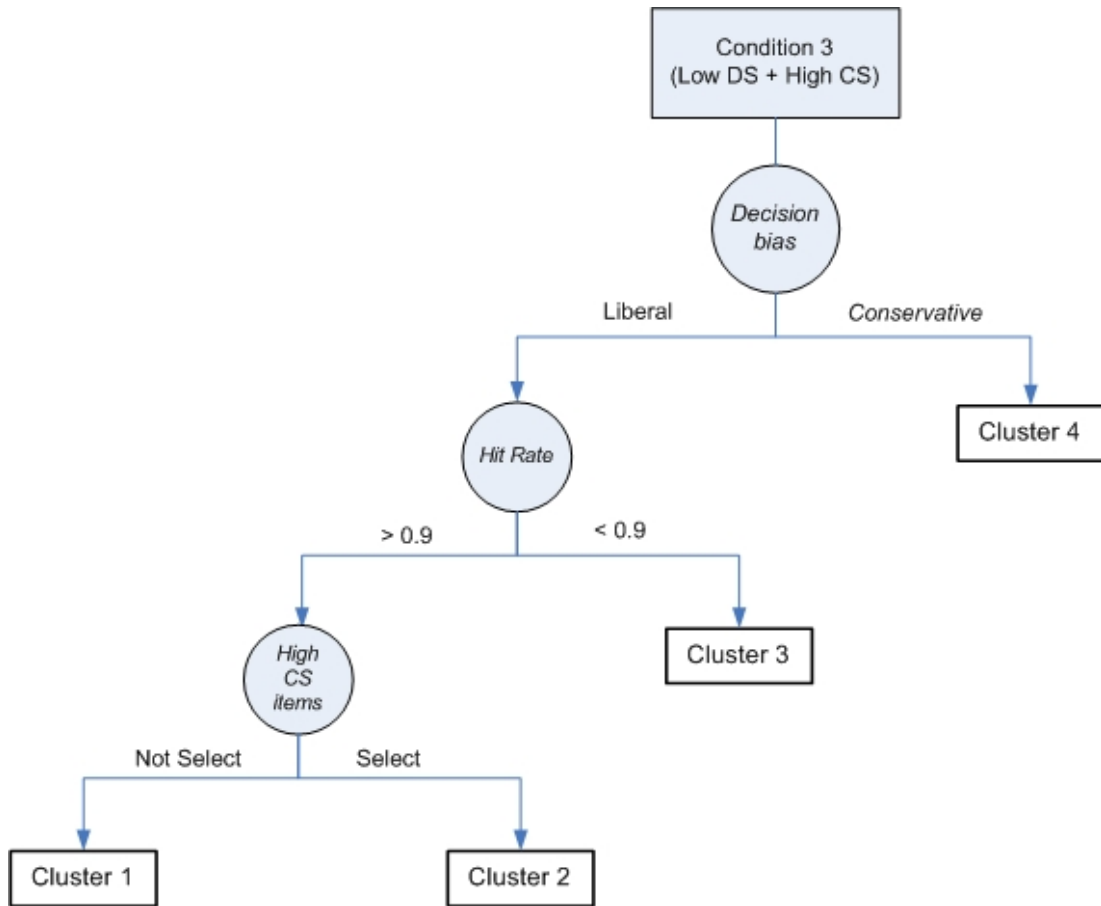 Condition 3
(Low DS + High CS)
Decision
bias
Liberal
Conservative
Cluster 4
Hit Rate
> 0.9
< 0.9
Cluster 3
High
CS
items
Not Select
Select
Cluster 1
Cluster 2